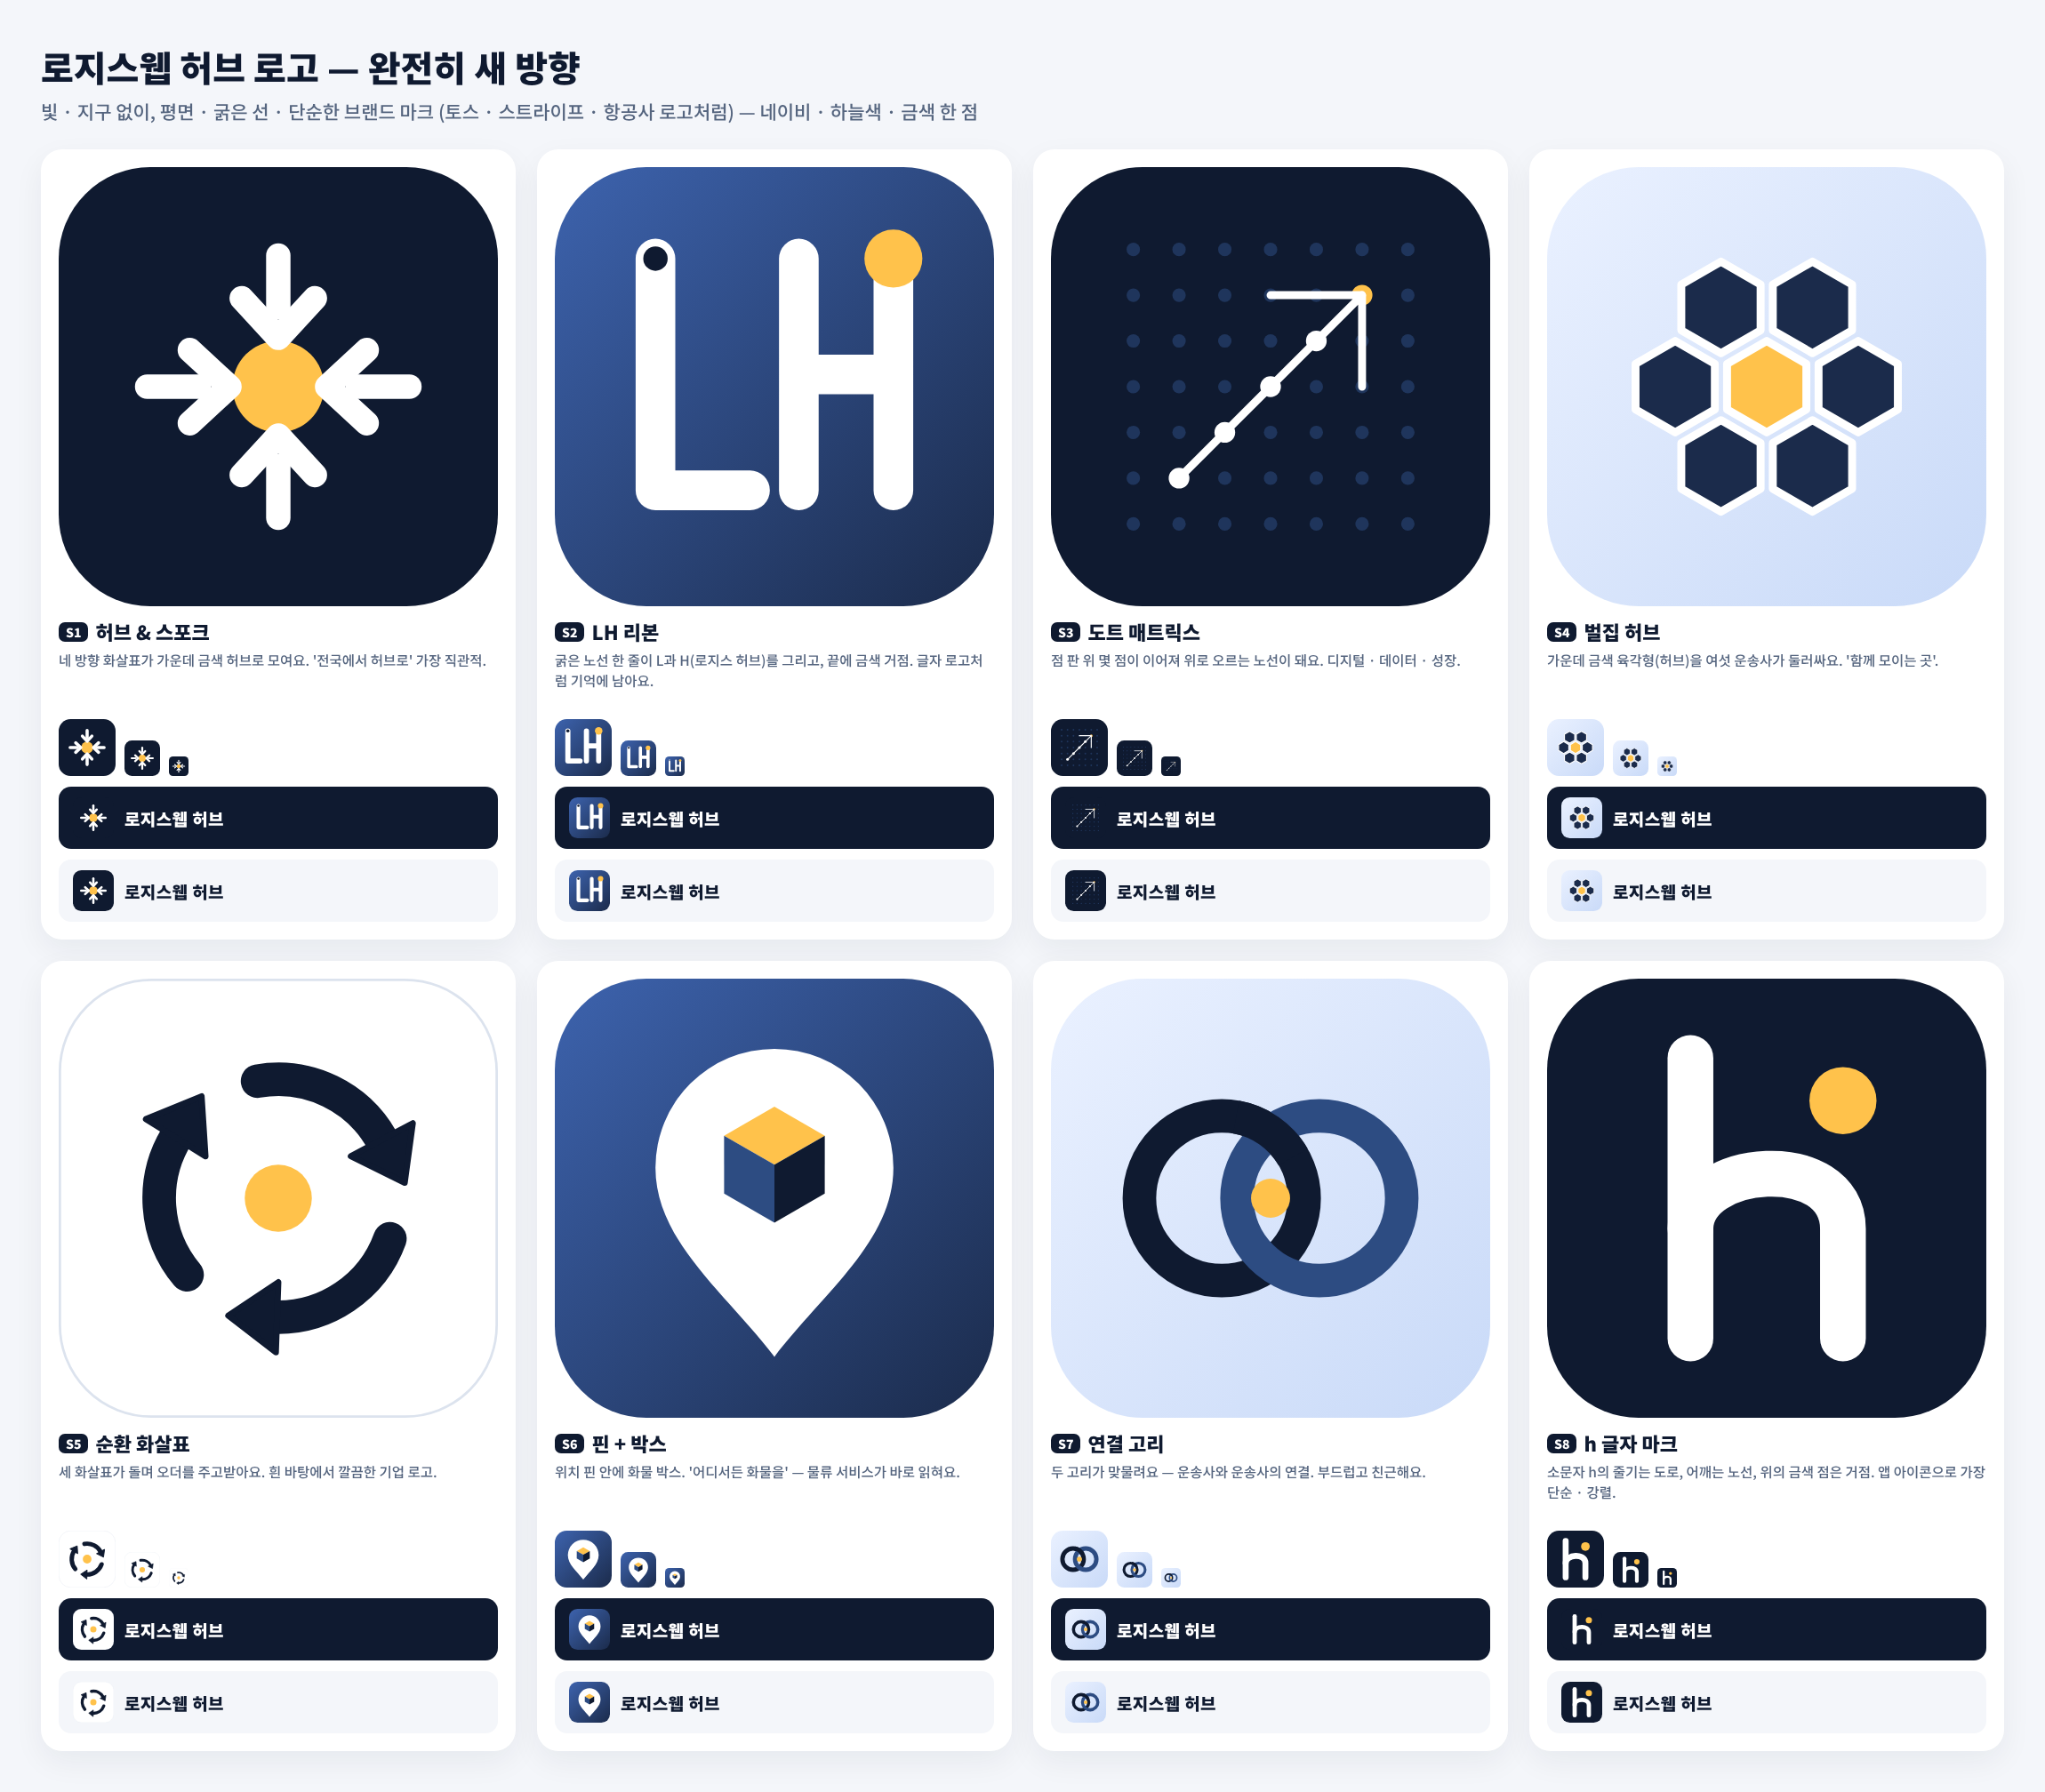 로지스웹 허브 로고 — 완전히 새 방향
빛 · 지구 없이, 평면 · 굵은 선 · 단순한 브랜드 마크 (토스 · 스트라이프 · 항공사 로고처럼) — 네이비 · 하늘색 · 금색 한 점
LH
S1 허브 & 스포크
네 방향 화살표가 가운데 금색 허브로 모여요. '전국에서 허브로' 가장 직관적.
로지스웹 허브
로지스웹 허브
S2 LH 리본
굵은 노선 한 줄이 L과 H(로지스 허브)를 그리고, 끝에 금색 거점. 글자 로고처
럼 기억에 남아요.
LH LH LH
LH 로지스웹 허브
LH 로지스웹 허브
S3 도트 매트릭스
점 판 위 몇 점이 이어져 위로 오르는 노선이 돼요. 디지털 · 데이터 · 성장.
로지스웹 허브
로지스웹 허브
S4 벌집 허브
가운데 금색 육각형(허브)을 여섯 운송사가 둘러싸요. '함께 모이는 곳'.
로지스웹 허브
로지스웹 허브
h
S5 순환 화살표
세 화살표가 돌며 오더를 주고받아요. 흰 바탕에서 깔끔한 기업 로고.
로지스웹 허브
로지스웹 허브
S6 핀 + 박스
위치 핀 안에 화물 박스. '어디서든 화물을' — 물류 서비스가 바로 읽혀요.
로지스웹 허브
로지스웹 허브
S7 연결 고리
두 고리가 맞물려요 — 운송사와 운송사의 연결. 부드럽고 친근해요.
로지스웹 허브
로지스웹 허브
S8 h 글자 마크
소문자 h의 줄기는 도로, 어깨는 노선, 위의 금색 점은 거점. 앱 아이콘으로 가장
단순 · 강렬.
h h h
h 로지스웹 허브
h 로지스웹 허브